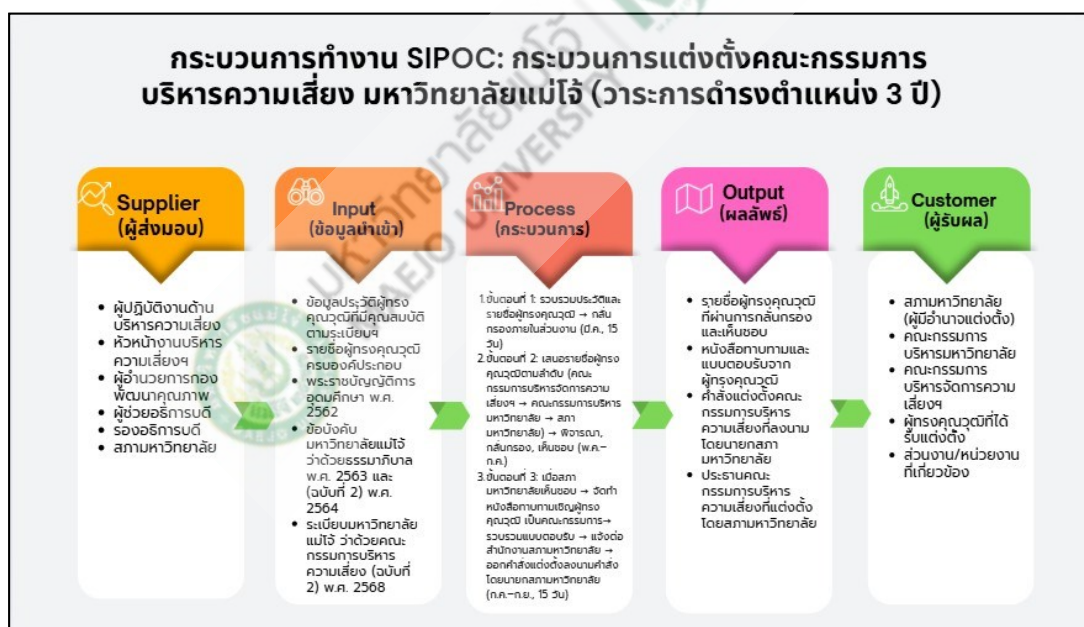 กระบวนการทำงาน SIPOC: กระบวนการแต่งตั้งคณะกรรมการ
บริหารความเสี่ยง มหาวิทยาลัยแม่โจ้ (วาระการดำรงตำแหน่ง 3 ปี)
มหาวิทยาลัยแม่โจ้
MAEJO UNIVERSITY
Supplier
(ผู้ส่งมอบ)
• ผู้ปฏิบัติงานด้าน
บริหารความเสี่ยง
• หัวหน้างานบริหาร
ความเสี่ยงฯ
• ผู้อำนวยการกอง
พัฒนาคุณภาพ
• ผู้ช่วยอธิการบดี
• รองอธิการบดี
• สภามหาวิทยาลัย
Input
(ข้อมูลนำเข้า)
• ข้อมูลประวัติผู้ทรง
คุณวุฒิที่มีคุณสมบัติ
ตามระเบียบฯ
• รายชื่อผู้ทรงคุณวุฒิ
ครบองค์ประกอบ
• พระราชบัญญัติการ
อุดมศึกษา พ.ศ.
2562
• ข้อบังคับ
มหาวิทยาลัยแม่โจ้
ว่าด้วยธรรมาภิบาล
พ.ศ. 2563 และ
(ฉบับที่ 2) พ.ศ.
2564
• ระเบียบมหาวิทยาลัย
แม่โจ้ ว่าด้วยคณะ
กรรมการบริหาร
ความเสี่ยง (ฉบับที่
2) พ.ศ. 2568
Process
(กระบวนการ)
1. ขั้นตอนที่ 1: รวบรวมประวัติและ
รายชื่อผู้ทรงคุณวุฒิ → กลั่น
กรองภายในส่วนงาน (มี.ค., 15
วัน)
2. ขั้นตอนที่ 2: เสนอรายชื่อผู้ทรง
คุณวุฒิตามลำดับ (คณะ
กรรมการบริหารจัดการความ
เสี่ยงฯ → คณะกรรมการบริหาร
มหาวิทยาลัย → สภา
มหาวิทยาลัย) → พิจารณา,
กลั่นกรอง, เห็นชอบ (พ.ค.–
ก.ค.)
3. ขั้นตอนที่ 3: เมื่อสภา
มหาวิทยาลัยเห็นชอบ → จัดทำ
หนังสือทาบทามเชิญผู้ทรง
คุณวุฒิ เป็นคณะกรรมการ→
รวบรวมแบบตอบรับ → แจ้งต่อ
สำนักงานสภามหาวิทยาลัย →
ออกคำสั่งแต่งตั้งลงนามคำสั่ง
โดยนายกสภามหาวิทยาลัย
(ก.ค.–ก.ย., 15 วัน)
Output
(ผลลัพธ์)
• รายชื่อผู้ทรงคุณวุฒิ
ที่ผ่านการกลั่นกรอง
และเห็นชอบ
• หนังสือทาบทามและ
แบบตอบรับจาก
ผู้ทรงคุณวุฒิ
• คำสั่งแต่งตั้งคณะ
กรรมการบริหาร
ความเสี่ยงที่ลงนาม
โดยนายกสภา
มหาวิทยาลัย
• ประธานคณะ
กรรมการบริหาร
ความเสี่ยงที่แต่งตั้ง
โดยสภามหาวิทยาลัย
Customer
(ผู้รับผล)
• สภามหาวิทยาลัย
(ผู้มีอำนาจแต่งตั้ง)
• คณะกรรมการ
บริหารมหาวิทยาลัย
• คณะกรรมการ
บริหารจัดการความ
เสี่ยงฯ
• ผู้ทรงคุณวุฒิที่ได้
รับแต่งตั้ง
• ส่วนงาน/หน่วยงาน
ที่เกี่ยวข้อง